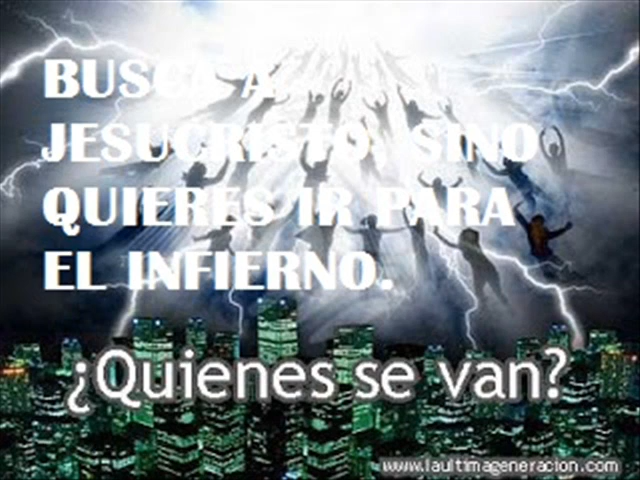 BUSCA A
JESUCRISTO, SINO
QUIERES IR PARA
EL INFIERNO.
¿Quienes se van?
www.laultimageneracion.com